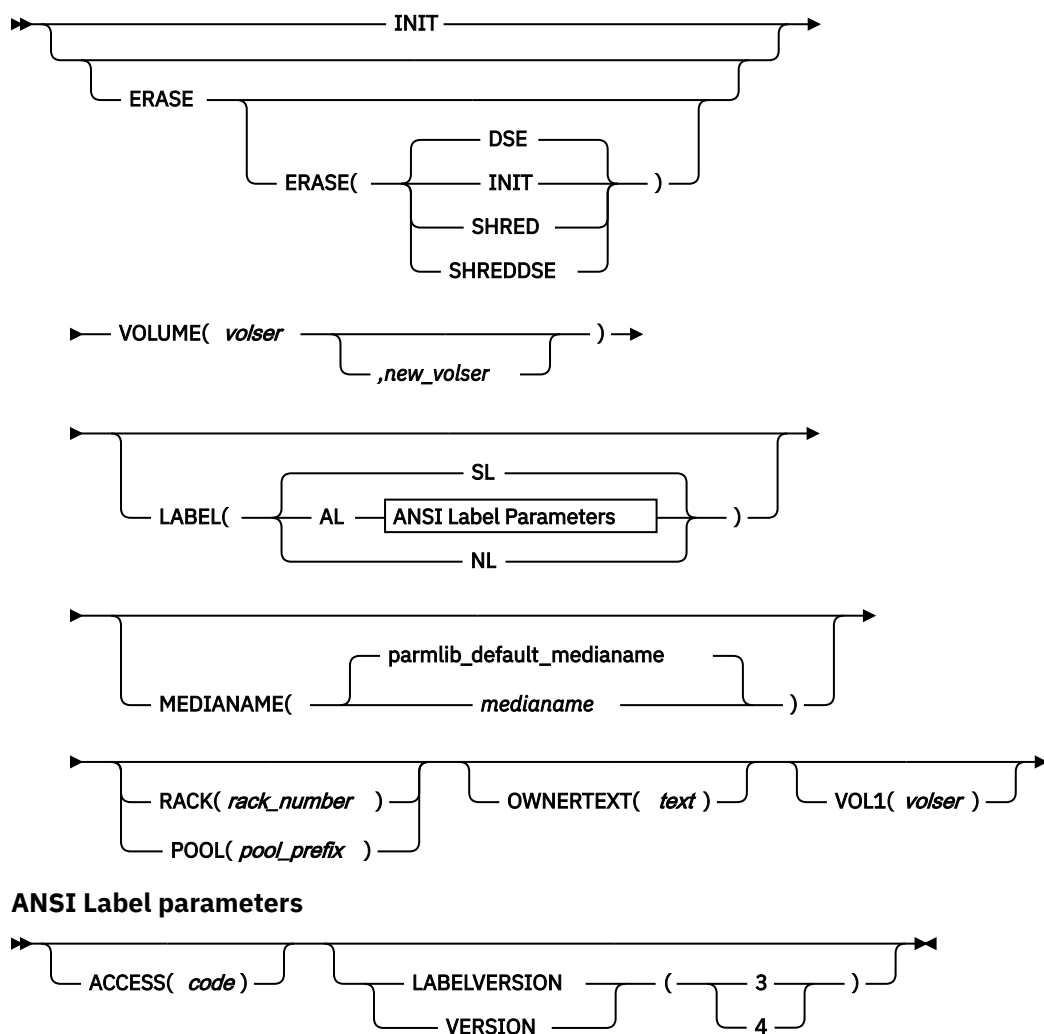 INIT
ERASE
DSE
ERASE( INIT )
SHRED
SHREDDSE
VOLUME( volser )
,new_volser
SL
LABEL( AL ANSI Label Parameters )
NL
parmlib_default_medianame
MEDIANAME( medianame )
RACK( rack_number ) OWNERTEXT( text ) VOL1( volser )
POOL( pool_prefix )
ANSI Label parameters
ACCESS( code ) LABELVERSION ( 3 )
VERSION 4